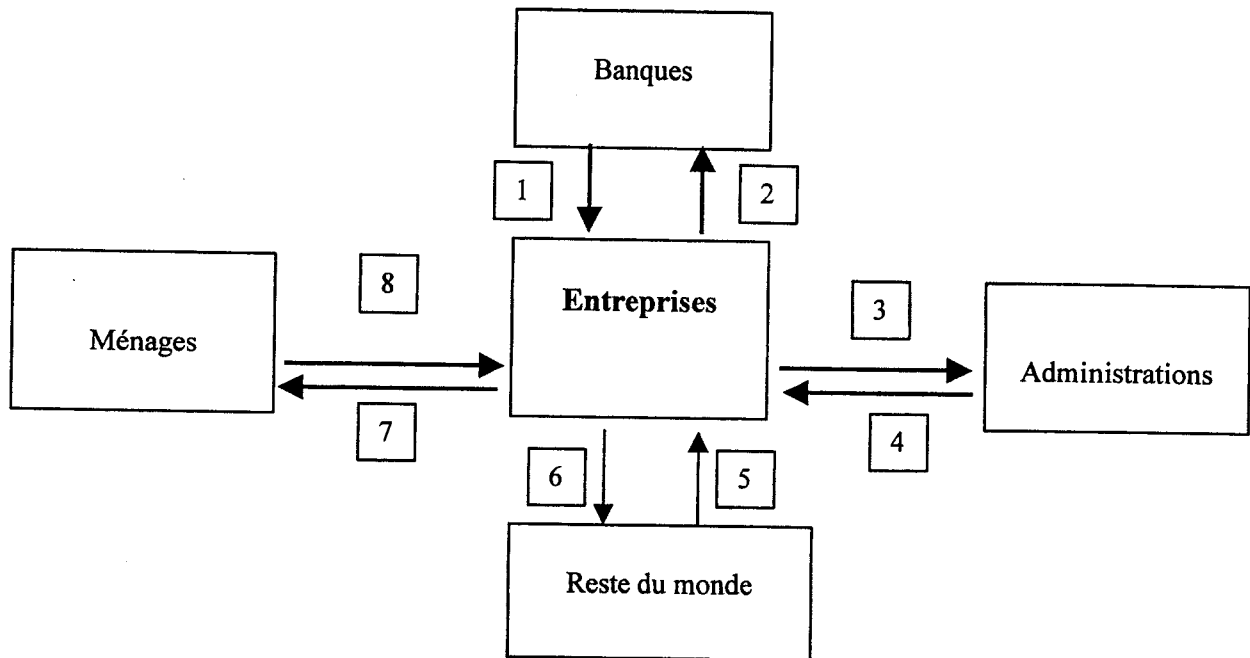 Banques
1
2
8
Entreprises
3
Ménages
Administrations
7
4
6
5
Reste du monde